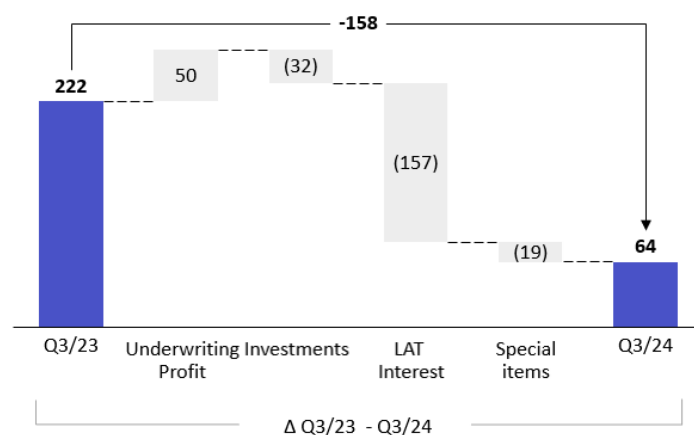 -158
222
50
(32)
(157)
(19)
64
Q3/23
Underwriting
Profit
Investments
LAT
Interest
Special
items
Q3/24
Δ Q3/23 - Q3/24